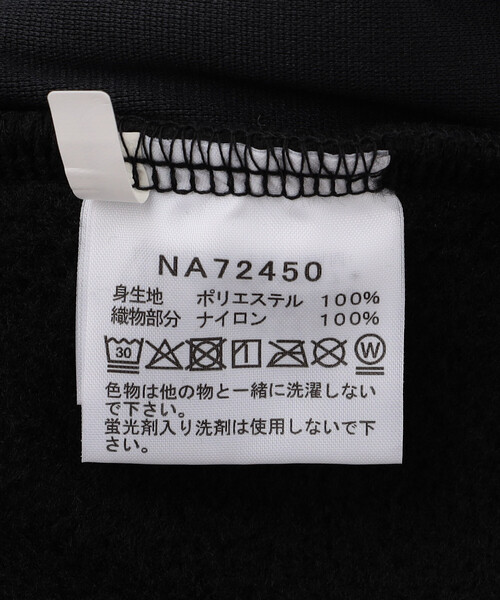 NA72450
身生地 ポリエステル 100%
織物部分 ナイロン 100%
30 W
色物は他の物と一緒に洗濯しない
で下さい。
蛍光剤入り洗剤は使用しないで下
さい。